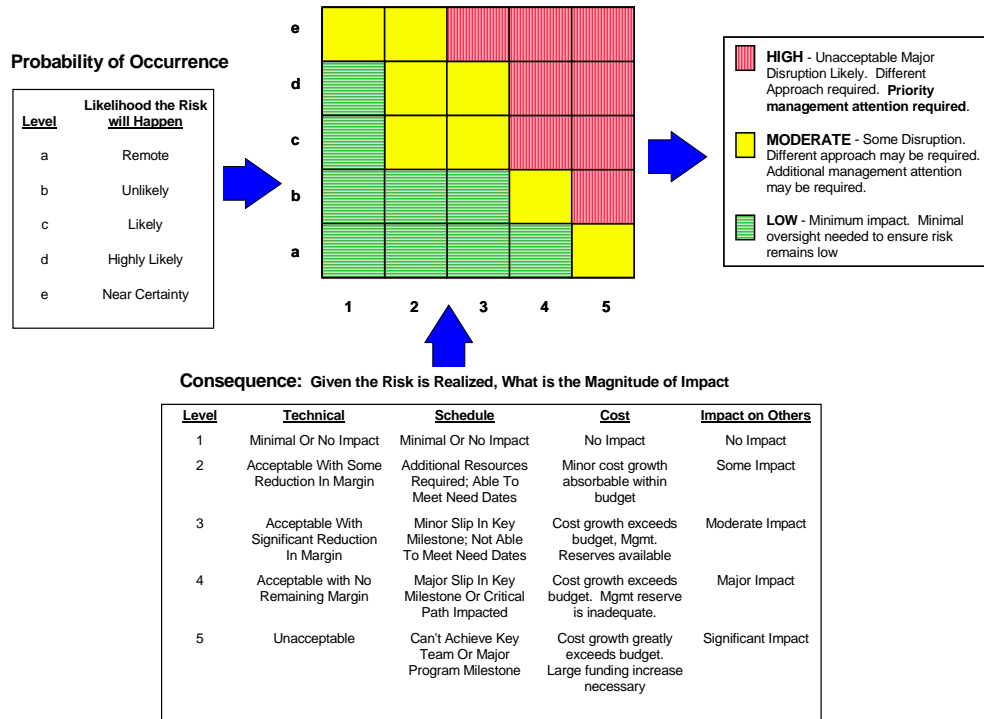 Probability of Occurrence
Level
Likelihood the Risk
will Happen
a Remote
b Unlikely
c Likely
d Highly Likely
e Near Certainty
e
d
c
b
a
1 2 3 4 5
HIGH - Unacceptable Major
Disruption Likely. Different
Approach required. Priority
management attention required.
MODERATE - Some Disruption.
Different approach may be required.
Additional management attention
may be required.
LOW - Minimum impact. Minimal
oversight needed to ensure risk
remains low
Consequence: Given the Risk is Realized, What is the Magnitude of Impact
Level Technical Schedule Cost Impact on Others
1 Minimal Or No Impact Minimal Or No Impact No Impact No Impact
2 Acceptable With Some Additional Resources Minor cost growth Some Impact
Reduction In Margin Required; Able To absorbable within
Meet Need Dates budget
3 Acceptable With Minor Slip In Key Cost growth exceeds Moderate Impact
Significant Reduction Milestone; Not Able budget, Mgmt.
In Margin To Meet Need Dates Reserves available
4 Acceptable with No Major Slip In Key Cost growth exceeds Major Impact
Remaining Margin Milestone Or Critical budget. Mgmt reserve
Path Impacted is inadequate.
5 Unacceptable Can't Achieve Key Cost growth greatly Significant Impact
Team Or Major exceeds budget.
Program Milestone Large funding increase
necessary